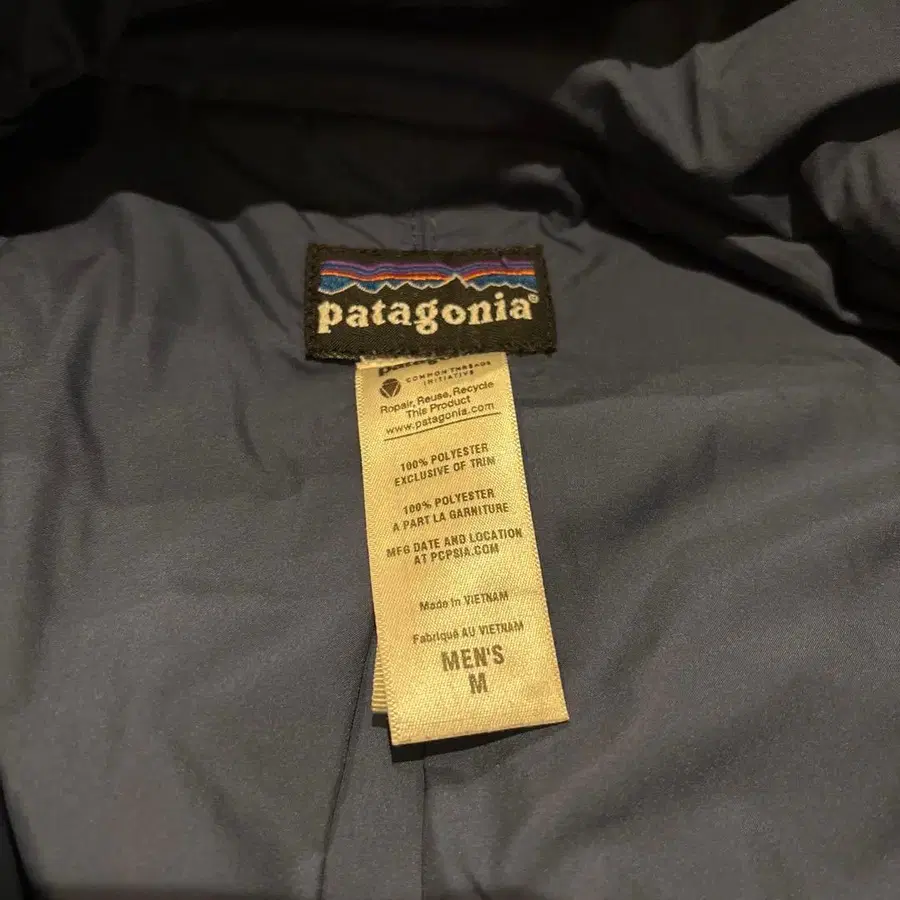 patagonia®
patagonia
COMMON THREADS
INITIATIVE
Repair, Reuse, Recycle
This Product
www.patagonia.com
100% POLYESTER
EXCLUSIVE OF TRIM
100% POLYESTER
A PART LA GARNITURE
MFG DATE AND LOCATION
AT PCPSIA.COM
Made in VIETNAM
Fabriqué AU VIETNAM
MEN'S
M